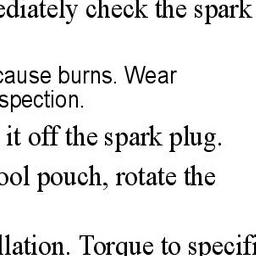 ediately check the spark
cause burns. Wear
spection.
it off the spark plug.
ool pouch, rotate the
llation. Torque to specifi